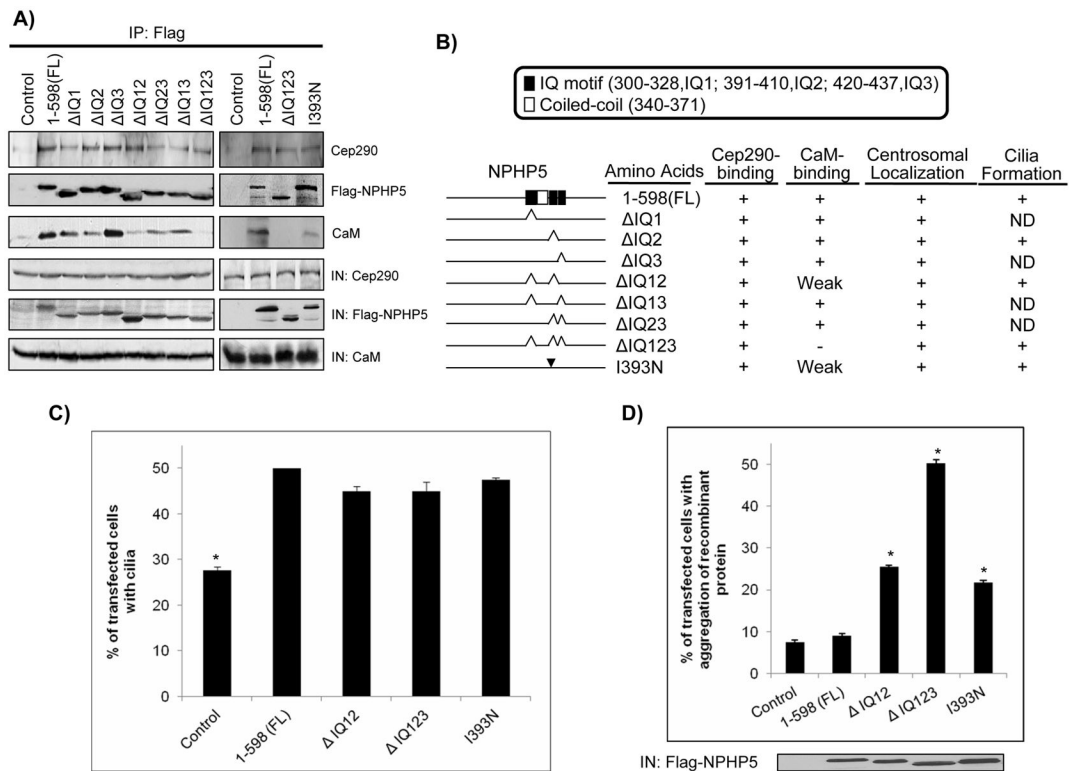 A)
IP: Flag
Control
1-598(FL)
ΔIQ1
ΔIQ2
ΔIQ3
ΔIQ12
ΔIQ23
ΔIQ13
ΔIQ123
Control
1-598(FL)
ΔIQ123
I393N
Cep290
Flag-NPHP5
CaM
IN: Cep290
IN: Flag-NPHP5
IN: CaM
B)
IQ motif (300-328,IQ1; 391-410,IQ2; 420-437,IQ3)
Coiled-coil (340-371)
NPHP5 Amino Acids Cep290-binding CaM-binding Centrosomal Localization Cilia Formation
1-598(FL) + + + +
ΔIQ1 + + + ND
ΔIQ2 + + + +
ΔIQ3 + + + ND
ΔIQ12 + Weak + +
ΔIQ13 + + + ND
ΔIQ23 + + + ND
ΔIQ123 + - + +
I393N + Weak + +
C)
% of transfected cells with cilia
50
40
30
20
10
0
*
Control
1-598 (FL)
Δ IQ12
Δ IQ123
I393N
D)
% of transfected cells with aggregation of recombinant protein
60
50
40
30
20
10
0
*
*
*
Control
1-598 (FL)
Δ IQ12
Δ IQ123
I393N
IN: Flag-NPHP5